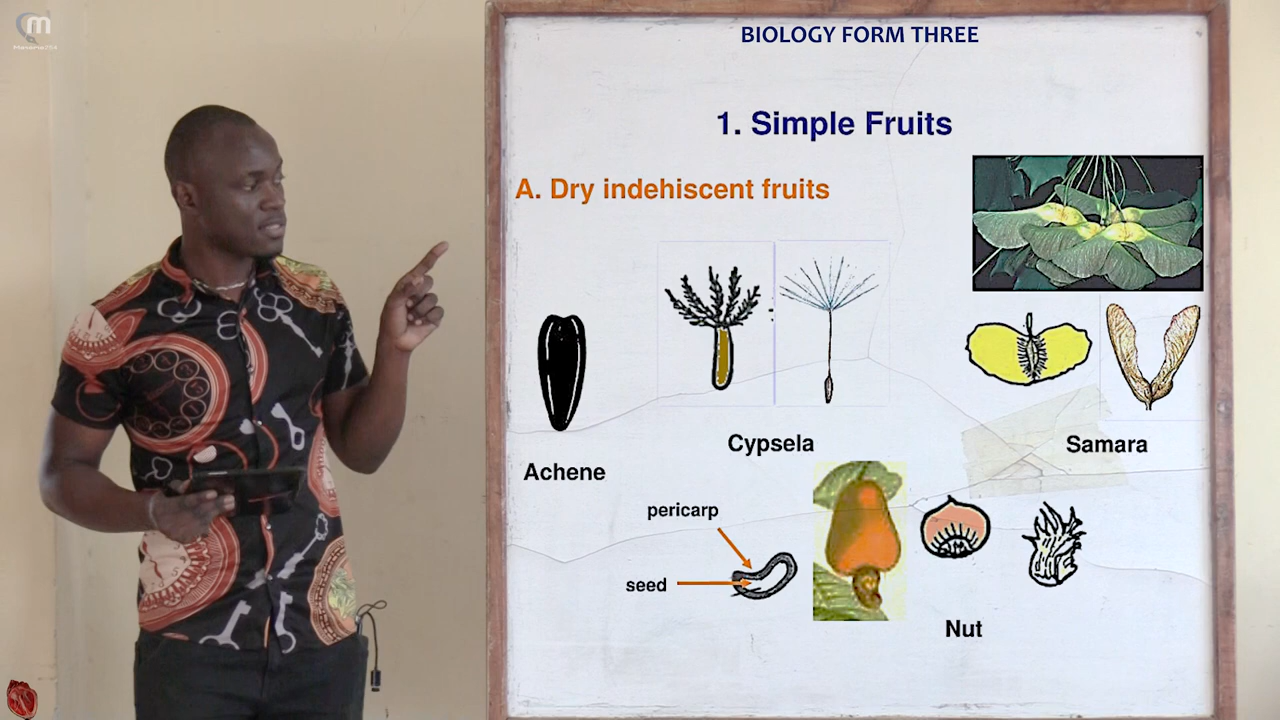 BIOLOGY FORM THREE
1. Simple Fruits
A. Dry indehiscent fruits
Achene
Cypsela
Samara
pericarp
seed
Nut